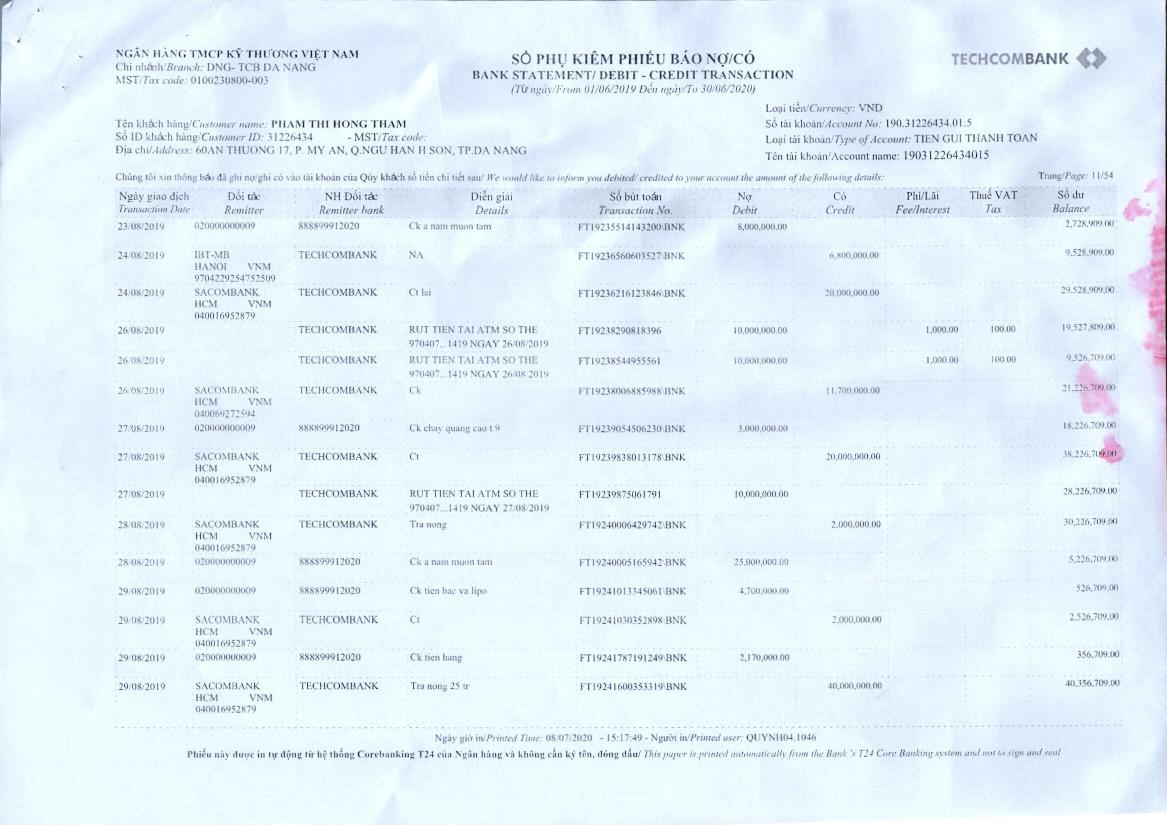 NGÂN HÀNG TMCP KỸ THƯƠNG VIỆT NAM
Chi nhánh/Branch: DNG- TCB DA NANG
MST/Tax code: 0100230800-003
SỔ PHỤ KIÊM PHIẾU BÁO NỢ/CÓ
BANK STATEMENT/ DEBIT - CREDIT TRANSACTION
(Từ ngày/From 01/06/2019 Đến ngày/To 30/06/2020)
TECHCOMBANK
Tên khách hàng/Customer name: PHAM THI HONG THAM
Số ID khách hàng/Customer ID: 31226434 - MST/Tax code:
Địa chỉ/Address: 60AN THUONG 17, P. MY AN, Q.NGU HAN H SON, TP.DA NANG
Loại tiền/Currency: VND
Số tài khoản/Account No: 190.31226434.01.5
Loại tài khoản/Type of Account: TIEN GUI THANH TOAN
Tên tài khoản/Account name: 19031226434015
Chúng tôi xin thông báo đã ghi nợ/ghi có vào tài khoản của Qúy khách số tiền chi tiết sau/ We would like to inform you debited/ credited to your account the amount of the following details:
Trang/Page: 11/54
Ngày giao dịch Đối tác NH Đối tác Diễn giải Số bút toán Nợ Có Phí/Lãi Thuế VAT Số dư
Transaction Date Remitter Remitter bank Details Transaction No. Debit Credit Fee/Interest Tax Balance
23/08/2019 020000000009 888899912020 Ck a nam muon tam FT19235514143200\BNK 8,000,000.00 2,728,909.00
24/08/2019 IBT-MB TECHCOMBANK NA FT19236560603527\BNK 6,800,000.00 9,528,909.00
HANOI VNM
9704229254752509
24/08/2019 SACOMBANK TECHCOMBANK Ct lai FT19236216123846\BNK 20,000,000.00 29,528,909.00
HCM VNM
040016952879
26/08/2019 TECHCOMBANK RUT TIEN TAI ATM SO THE FT19238290818396 10,000,000.00 1,000.00 100.00 19,527,809.00
970407...1419 NGAY 26/08/2019
26/08/2019 TECHCOMBANK RUT TIEN TAI ATM SO THE FT19238544955561 10,000,000.00 1,000.00 100.00 9,526,709.00
970407...1419 NGAY 26/08/2019
26/08/2019 SACOMBANK TECHCOMBANK Ck FT19238006885988\BNK 11,700,000.00 21,226,709.00
HCM VNM
040069272594
27/08/2019 020000000009 888899912020 Ck chay quang cao t 9 FT19239054506230\BNK 3,000,000.00 18,226,709.00
27/08/2019 SACOMBANK TECHCOMBANK Ct FT19239838013178\BNK 20,000,000.00 38,226,709.00
HCM VNM
040016952879
27/08/2019 TECHCOMBANK RUT TIEN TAI ATM SO THE FT19239875061791 10,000,000.00 28,226,709.00
970407...1419 NGAY 27/08/2019
28/08/2019 SACOMBANK TECHCOMBANK Tra nong FT19240006429742\BNK 2,000,000.00 30,226,709.00
HCM VNM
040016952879
28/08/2019 020000000009 888899912020 Ck a nam muon tam FT19240005165942\BNK 25,000,000.00 5,226,709.00
29/08/2019 020000000009 888899912020 Ck tien bac va lipo FT19241013345061\BNK 4,700,000.00 526,709.00
29/08/2019 SACOMBANK TECHCOMBANK Ct FT19241030352898\BNK 2,000,000.00 2,526,709.00
HCM VNM
040016952879
29/08/2019 020000000009 888899912020 Ck tien hang FT19241787191249\BNK 2,170,000.00 356,709.00
29/08/2019 SACOMBANK TECHCOMBANK Tra nong 25 tr FT19241600353319\BNK 40,000,000.00 40,356,709.00
HCM VNM
040016952879
Ngày giờ in/Printed Time: 08/07/2020 - 15:17:49 - Người in/Printed user: QUYNH04.1046
Phiếu này được in tự động từ hệ thống Corebanking T24 của Ngân hàng và không cần ký tên, đóng dấu/ This paper is printed automatically from the Bank 's T24 Core Banking system and not to sign and seal